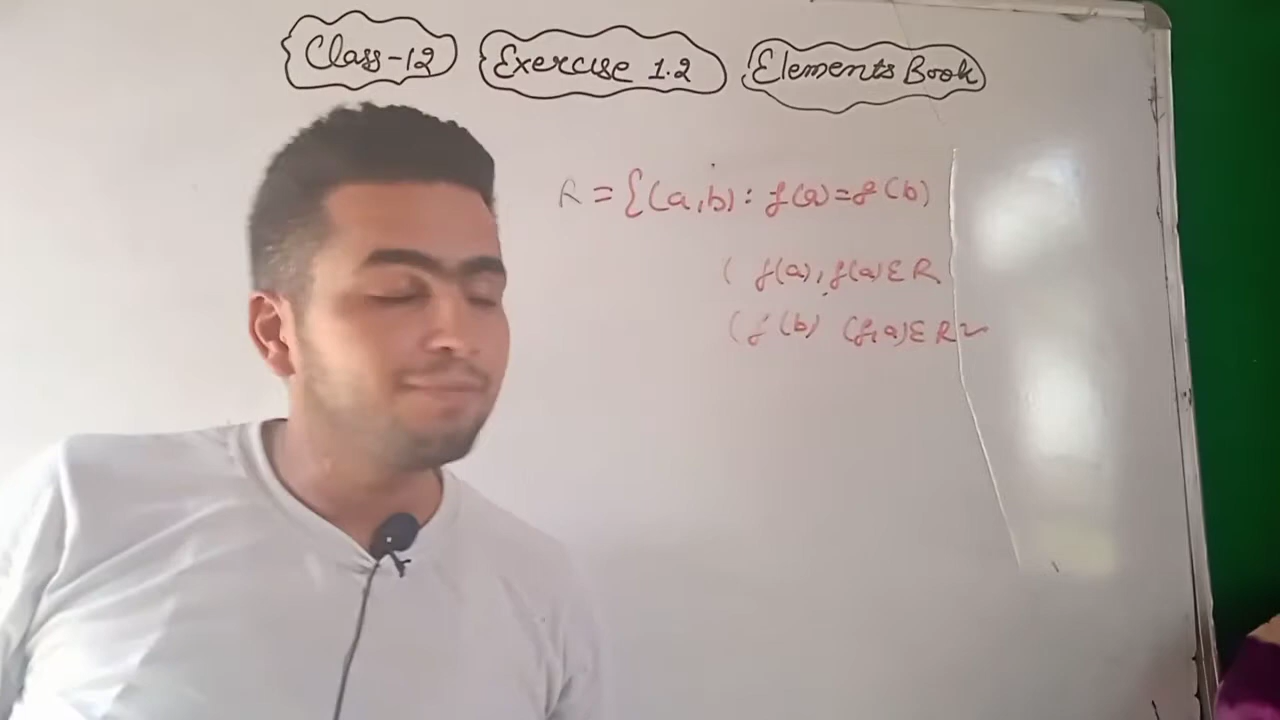 Class-12 Exercise 1.2 Elements Book
R = {(a,b) : f(a)=f(b)
( f(a), f(a) ε R
(f (b) (f,a) ε R